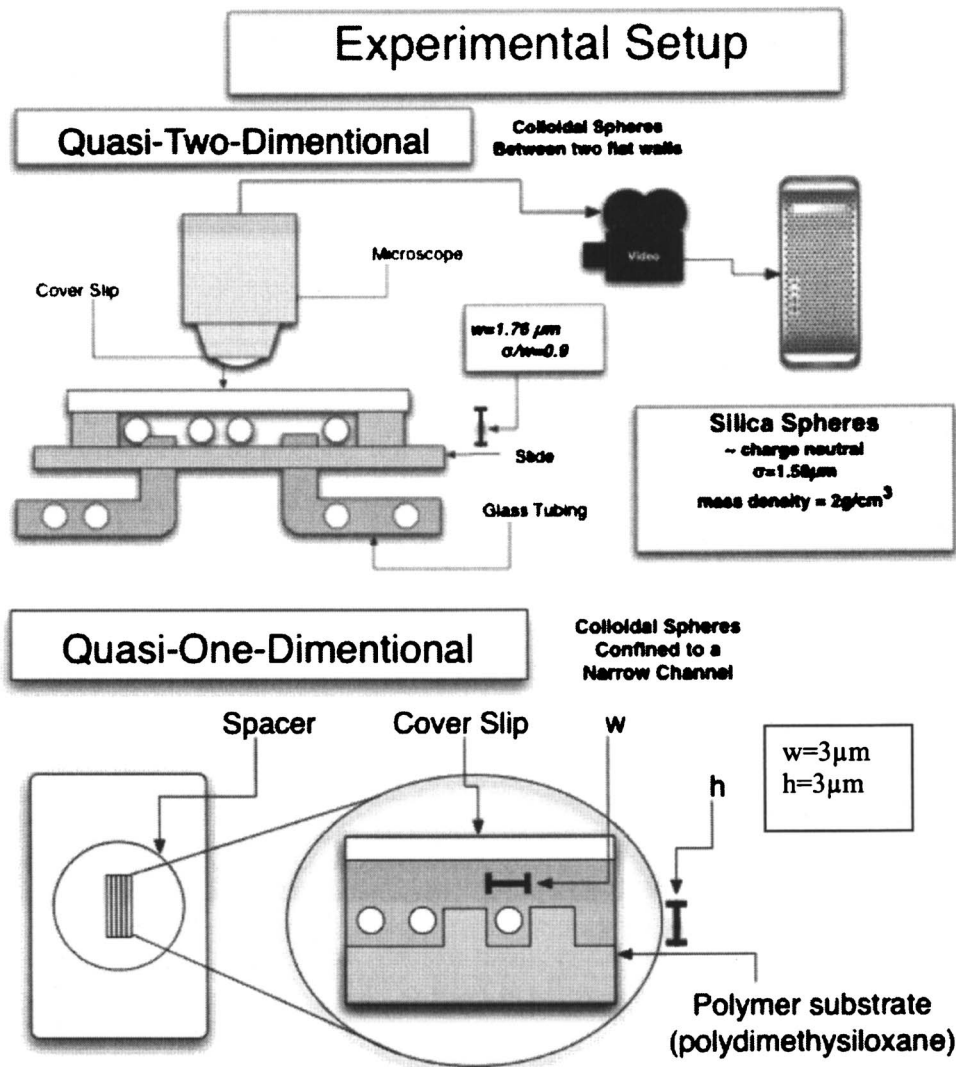 Experimental Setup
Quasi-Two-Dimentional
Colloidal Spheres
Between two flat walls
Video
Microscope
Cover Slip
w=1.76 μm
σ/w=0.9
Slide
Glass Tubing
Silica Spheres
~ charge neutral
σ=1.58μm
mass density = 2g/cm³
Quasi-One-Dimentional
Colloidal Spheres
Confined to a
Narrow Channel
Spacer
Cover Slip
w
h
w=3μm
h=3μm
Polymer substrate
(polydimethysiloxane)